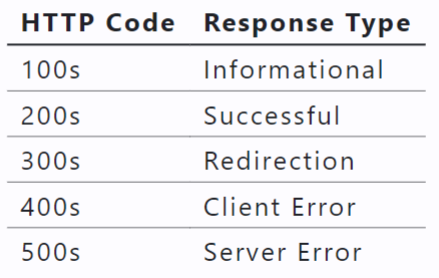 HTTP Code Response Type
100s Informational
200s Successful
300s Redirection
400s Client Error
500s Server Error